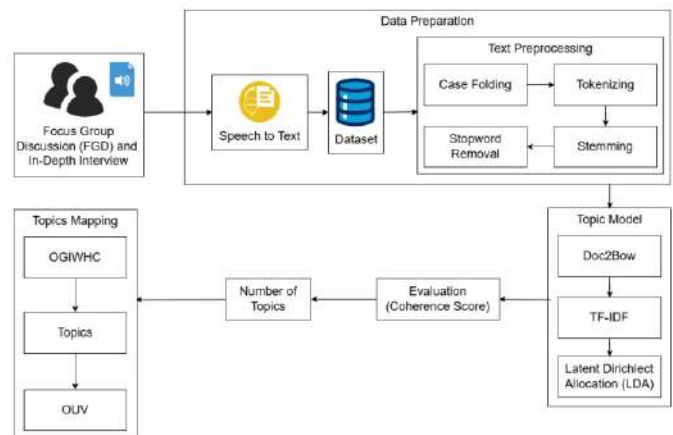 Data Preparation
Focus Group
Discussion (FGD) and
In-Depth Interview
Speech to Text
Dataset
Text Preprocessing
Case Folding
Tokenizing
Stopword
Removal
Stemming
Topics Mapping
OGIWHC
Topics
OUV
Number of
Topics
Evaluation
(Coherence Score)
Topic Model
Doc2Bow
TF-IDF
Latent Dirichlect
Allocation (LDA)